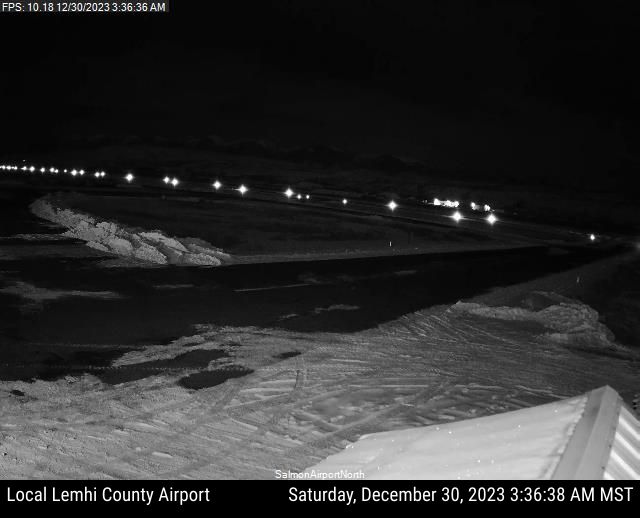 FPS: 10.18 12/30/2023 3:36:36 AM
SalmonAirportNorth
Local Lemhi County Airport Saturday, December 30, 2023 3:36:38 AM MST